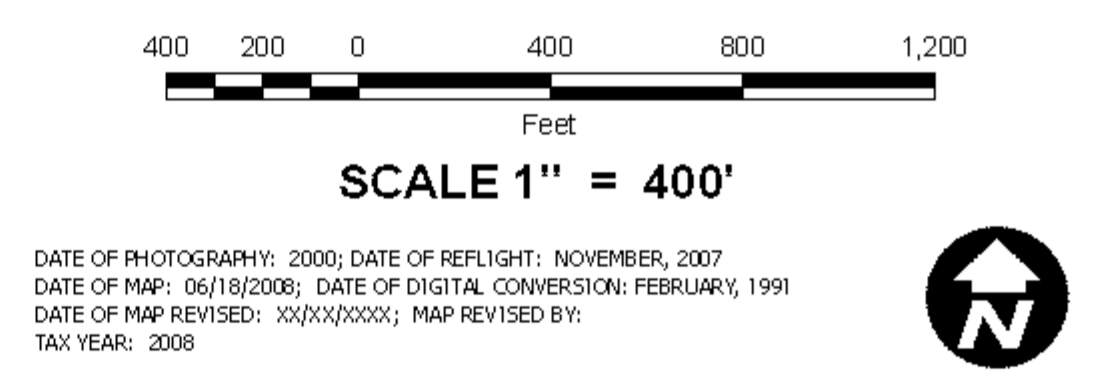 400 200 0 400 800 1,200
Feet
SCALE 1" = 400'
DATE OF PHOTOGRAPHY: 2000; DATE OF REFLIGHT: NOVEMBER, 2007
DATE OF MAP: 06/18/2008; DATE OF DIGITAL CONVERSION: FEBRUARY, 1991
DATE OF MAP REVISED: XX/XX/XXXX; MAP REVISED BY:
TAX YEAR: 2008
N